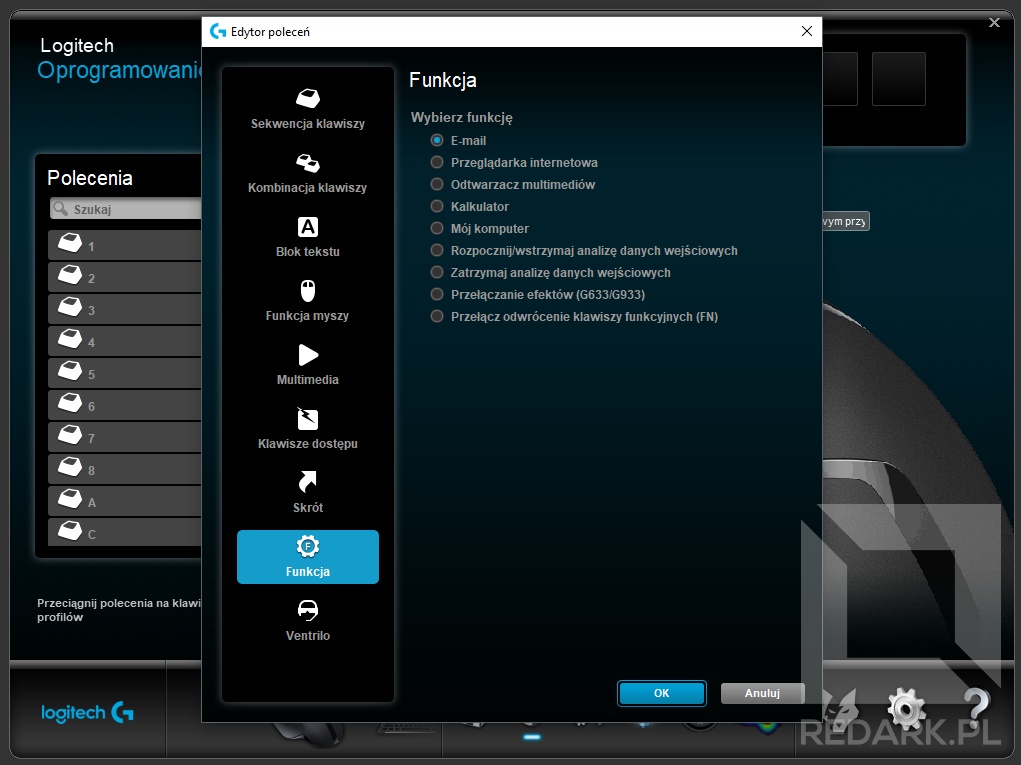 Edytor poleceń
Logitech
Oprogramowanie
Polecenia
Szukaj
1
2
3
4
5
6
7
8
A
C
Przeciągnij polecenia na klawi
profilów
Sekwencja klawiszy
Kombinacja klawiszy
A
Blok tekstu
Funkcja myszy
Multimedia
Klawisze dostępu
Skrót
F
Funkcja
Ventrilo
Funkcja
Wybierz funkcję
E-mail
Przeglądarka internetowa
Odtwarzacz multimediów
Kalkulator
Mój komputer
Rozpocznij/wstrzymaj analizę danych wejściowych
Zatrzymaj analizę danych wejściowych
Przełączanie efektów (G633/G933)
Przełącz odwrócenie klawiszy funkcyjnych (FN)
OK
Anuluj
wym przy
logitech G
?
REDARK.PL